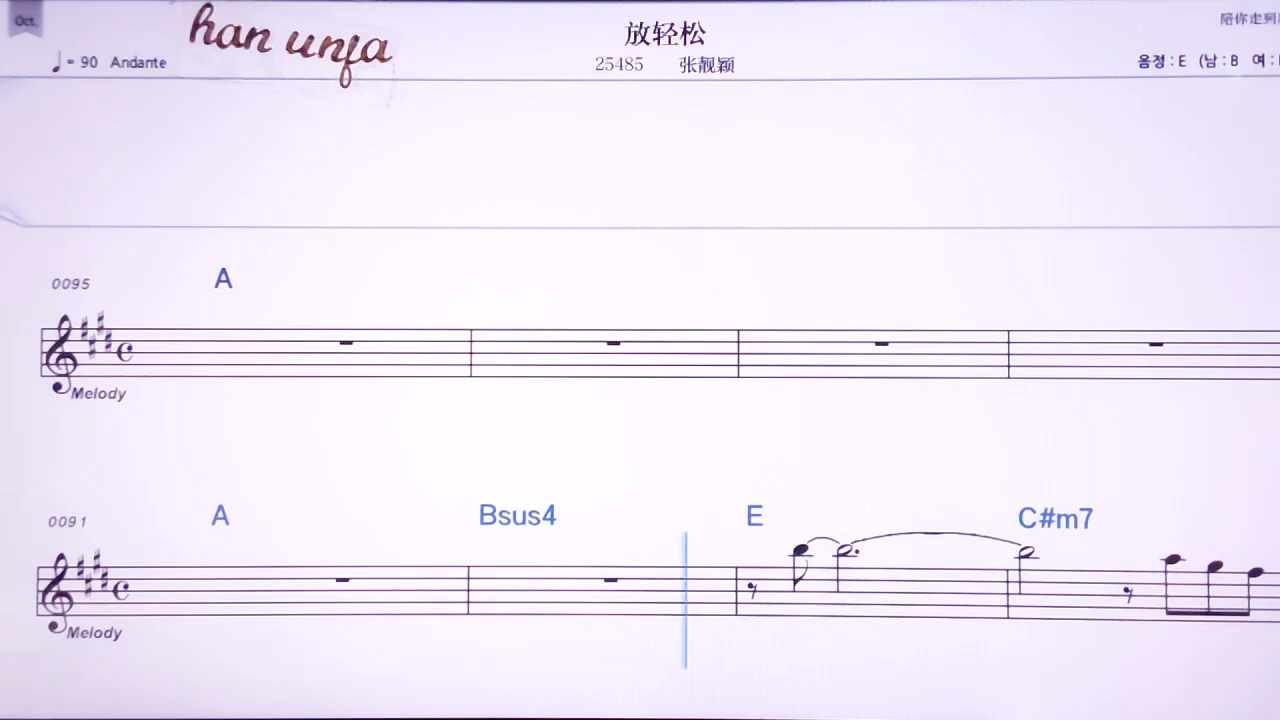 Oct.
han unfa
放轻松
陪你走到
♩= 90 Andante
25485 张靓颖
음정 : E (남 : B 여 :
0095
A
Melody
0091
A Bsus4 E C#m7
Melody